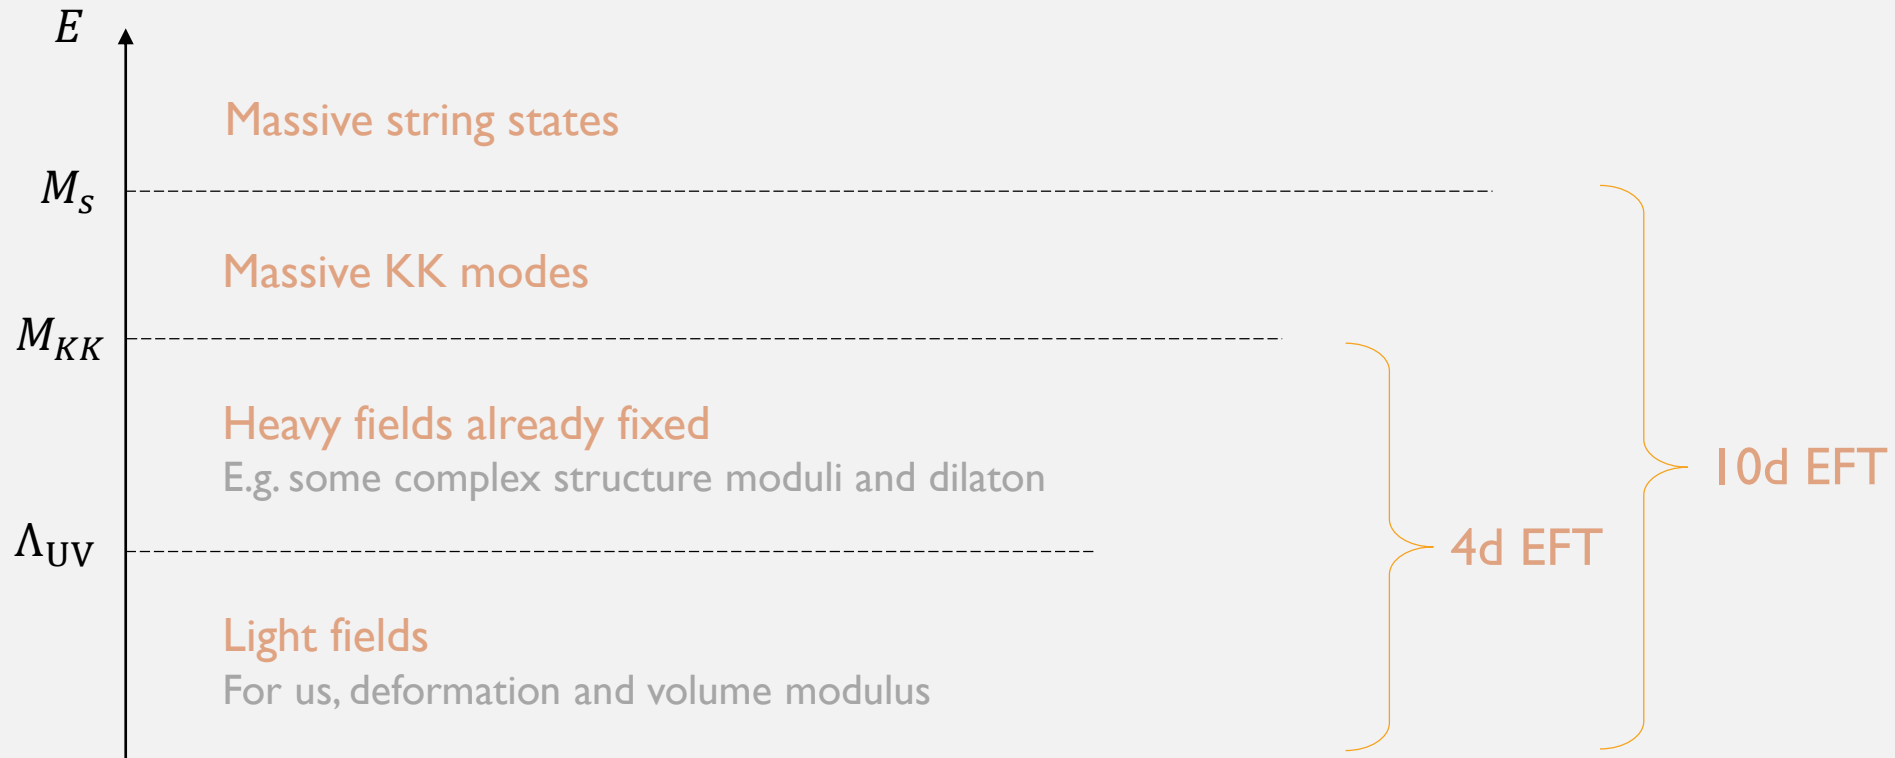 E
Massive string states
M_s
Massive KK modes
M_KK
Heavy fields already fixed
E.g. some complex structure moduli and dilaton
10d EFT
Λ_UV
4d EFT
Light fields
For us, deformation and volume modulus